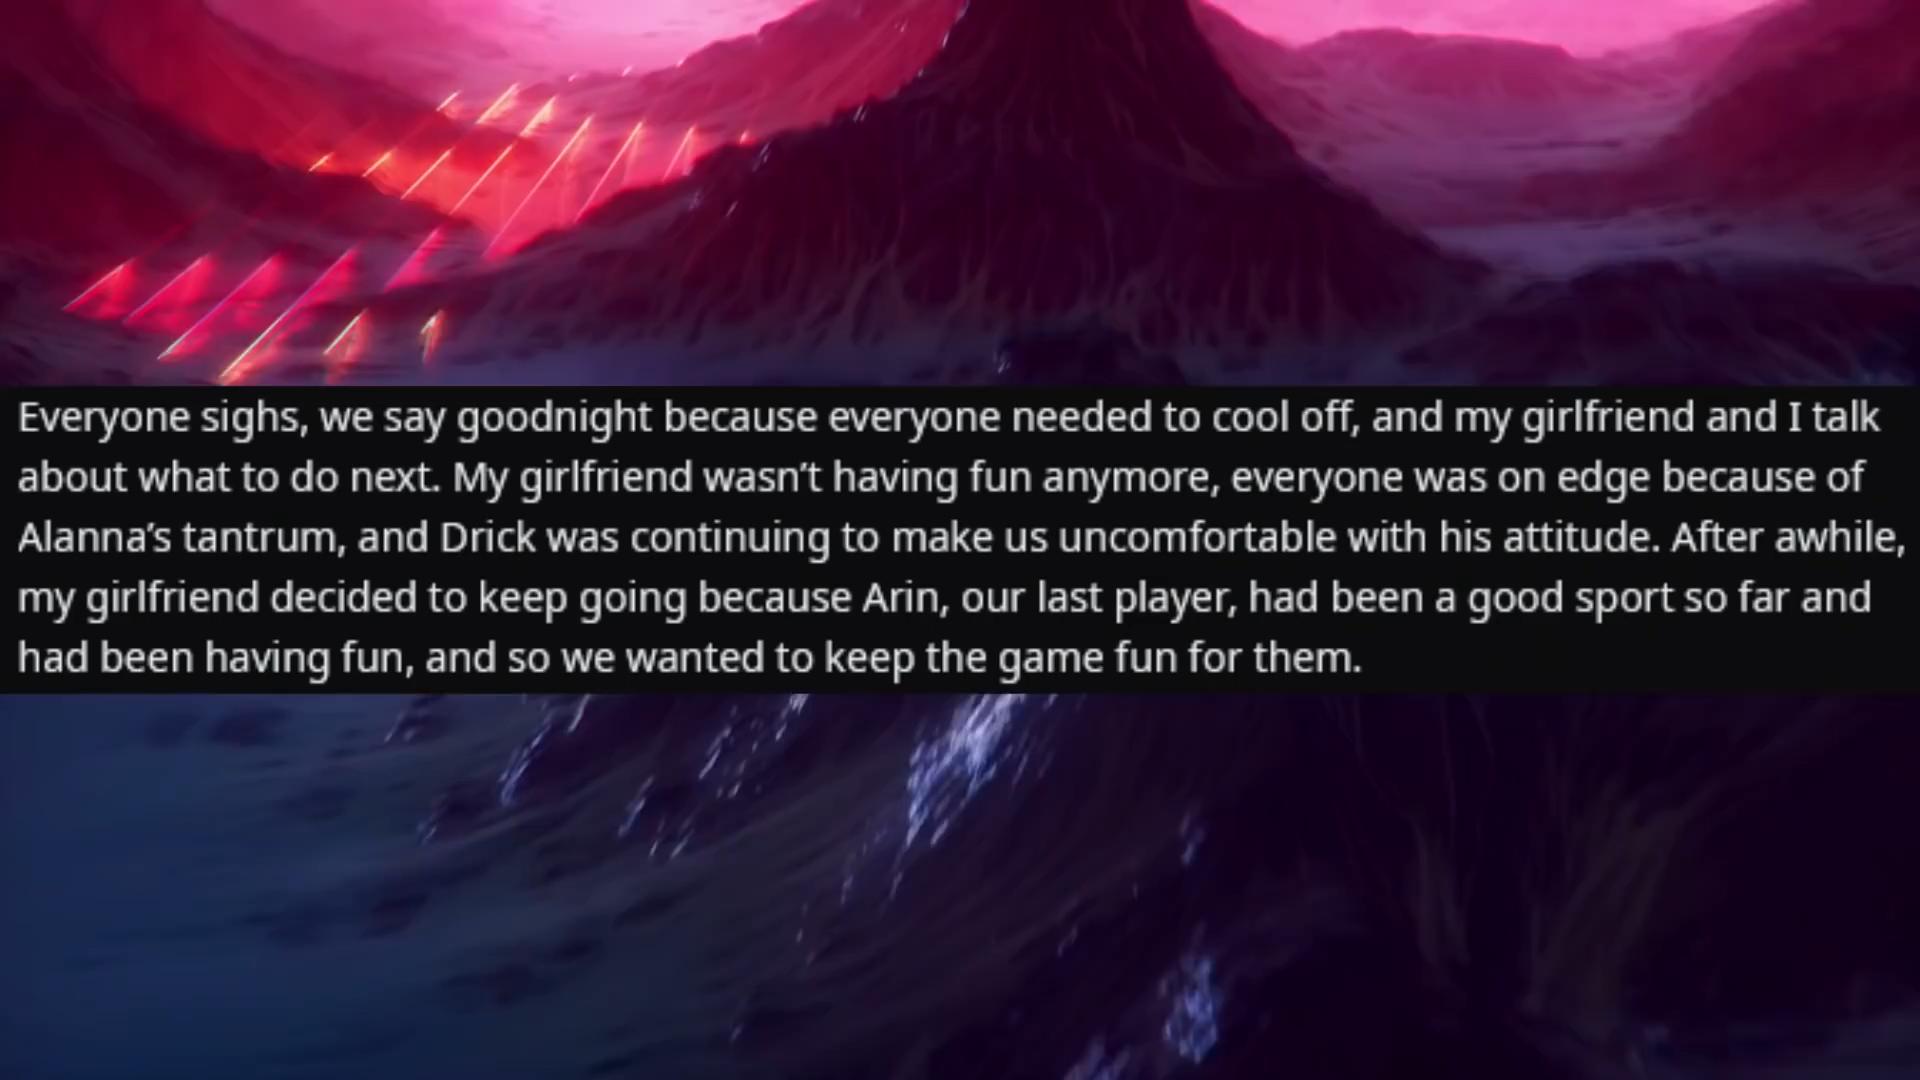 Everyone sighs, we say goodnight because everyone needed to cool off, and my girlfriend and I talk
about what to do next. My girlfriend wasn’t having fun anymore, everyone was on edge because of
Alanna’s tantrum, and Drick was continuing to make us uncomfortable with his attitude. After awhile,
my girlfriend decided to keep going because Arin, our last player, had been a good sport so far and
had been having fun, and so we wanted to keep the game fun for them.